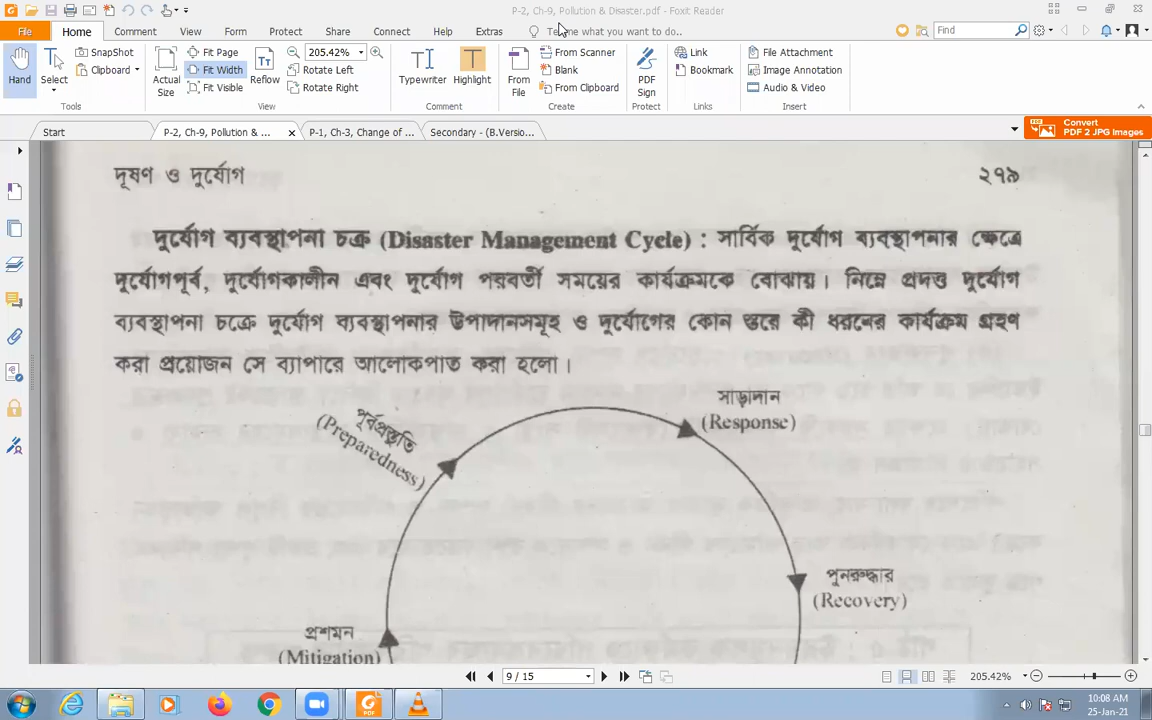 P-2, Ch-9, Pollution & Disaster.pdf - Foxit Reader
File Home Comment View Form Protect Share Connect Help Extras Tell me what you want to do.. Find
Hand
Select
SnapShot
Clipboard
Tools
Actual Size
Fit Page
Fit Width
Fit Visible
Reflow
205.42%
Rotate Left
Rotate Right
View
Typewriter
Highlight
Comment
From File
From Scanner
Blank
From Clipboard
Create
PDF Sign
Protect
Link
Bookmark
Links
File Attachment
Image Annotation
Audio & Video
Insert
Start P-2, Ch-9, Pollution & ... P-1, Ch-3, Change of ... Secondary - (B.Versio...
Convert
PDF 2 JPG Images
দূষণ ও দুর্যোগ ২৭৯
দুর্যোগ ব্যবস্থাপনা চক্র (Disaster Management Cycle) : সার্বিক দুর্যোগ ব্যবস্থাপনার ক্ষেত্রে
দুর্যোগপূর্ব, দুর্যোগকালীন এবং দুর্যোগ পরবর্তী সময়ের কার্যক্রমকে বোঝায়। নিম্নে প্রদত্ত দুর্যোগ
ব্যবস্থাপনা চক্রে দুর্যোগ ব্যবস্থাপনার উপাদানসমূহ ও দুর্যোগের কোন স্তরে কী ধরনের কার্যক্রম গ্রহণ
করা প্রয়োজন সে ব্যাপারে আলোকপাত করা হলো।
পূর্বপ্রস্তুতি
(Preparedness)
সাড়াদান
(Response)
পুনরুদ্ধার
(Recovery)
প্রশমন
(Mitigation)
9 / 15 205.42%
10:08 AM
25-Jan-21